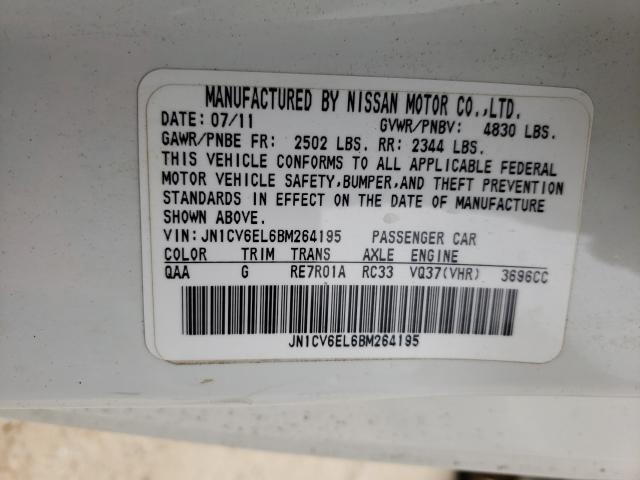 MANUFACTURED BY NISSAN MOTOR CO.,LTD.
DATE: 07/11 GVWR/PNBV: 4830 LBS.
GAWR/PNBE FR: 2502 LBS. RR: 2344 LBS.
THIS VEHICLE CONFORMS TO ALL APPLICABLE FEDERAL
MOTOR VEHICLE SAFETY,BUMPER,AND THEFT PREVENTION
STANDARDS IN EFFECT ON THE DATE OF MANUFACTURE
SHOWN ABOVE.
VIN: JN1CV6EL6BM264195 PASSENGER CAR
COLOR TRIM TRANS AXLE ENGINE
QAA G RE7R01A RC33 VQ37(VHR) 3696CC
JN1CV6EL6BM264195